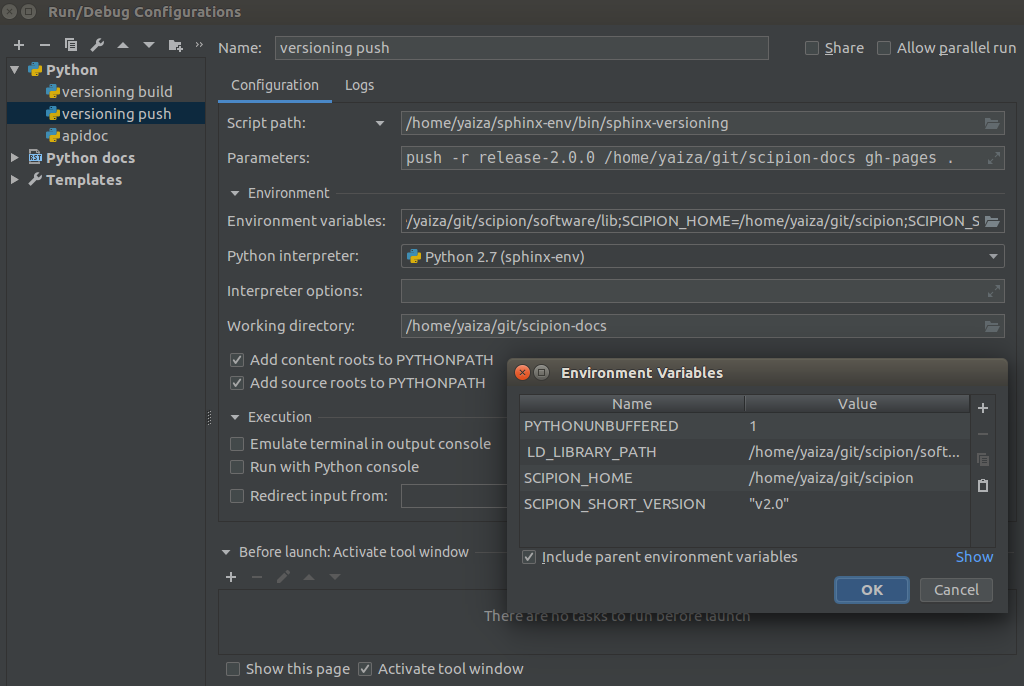 Run/Debug Configurations
Name: versioning push
Share
Allow parallel run
Python
versioning build
versioning push
apidoc
Python docs
Templates
Configuration Logs
Script path: /home/yaiza/sphinx-env/bin/sphinx-versioning
Parameters: push -r release-2.0.0 /home/yaiza/git/scipion-docs gh-pages .
Environment
Environment variables: /yaiza/git/scipion/software/lib;SCIPION_HOME=/home/yaiza/git/scipion;SCIPION_S
Python interpreter: Python 2.7 (sphinx-env)
Interpreter options:
Working directory: /home/yaiza/git/scipion-docs
Add content roots to PYTHONPATH
Add source roots to PYTHONPATH
Execution
Emulate terminal in output console
Run with Python console
Redirect input from:
Before launch: Activate tool window
There are no tasks to run before launch
Show this page Activate tool window
Environment Variables
Name Value
PYTHONUNBUFFERED 1
LD_LIBRARY_PATH /home/yaiza/git/scipion/soft...
SCIPION_HOME /home/yaiza/git/scipion
SCIPION_SHORT_VERSION "v2.0"
Include parent environment variables Show
OK Cancel